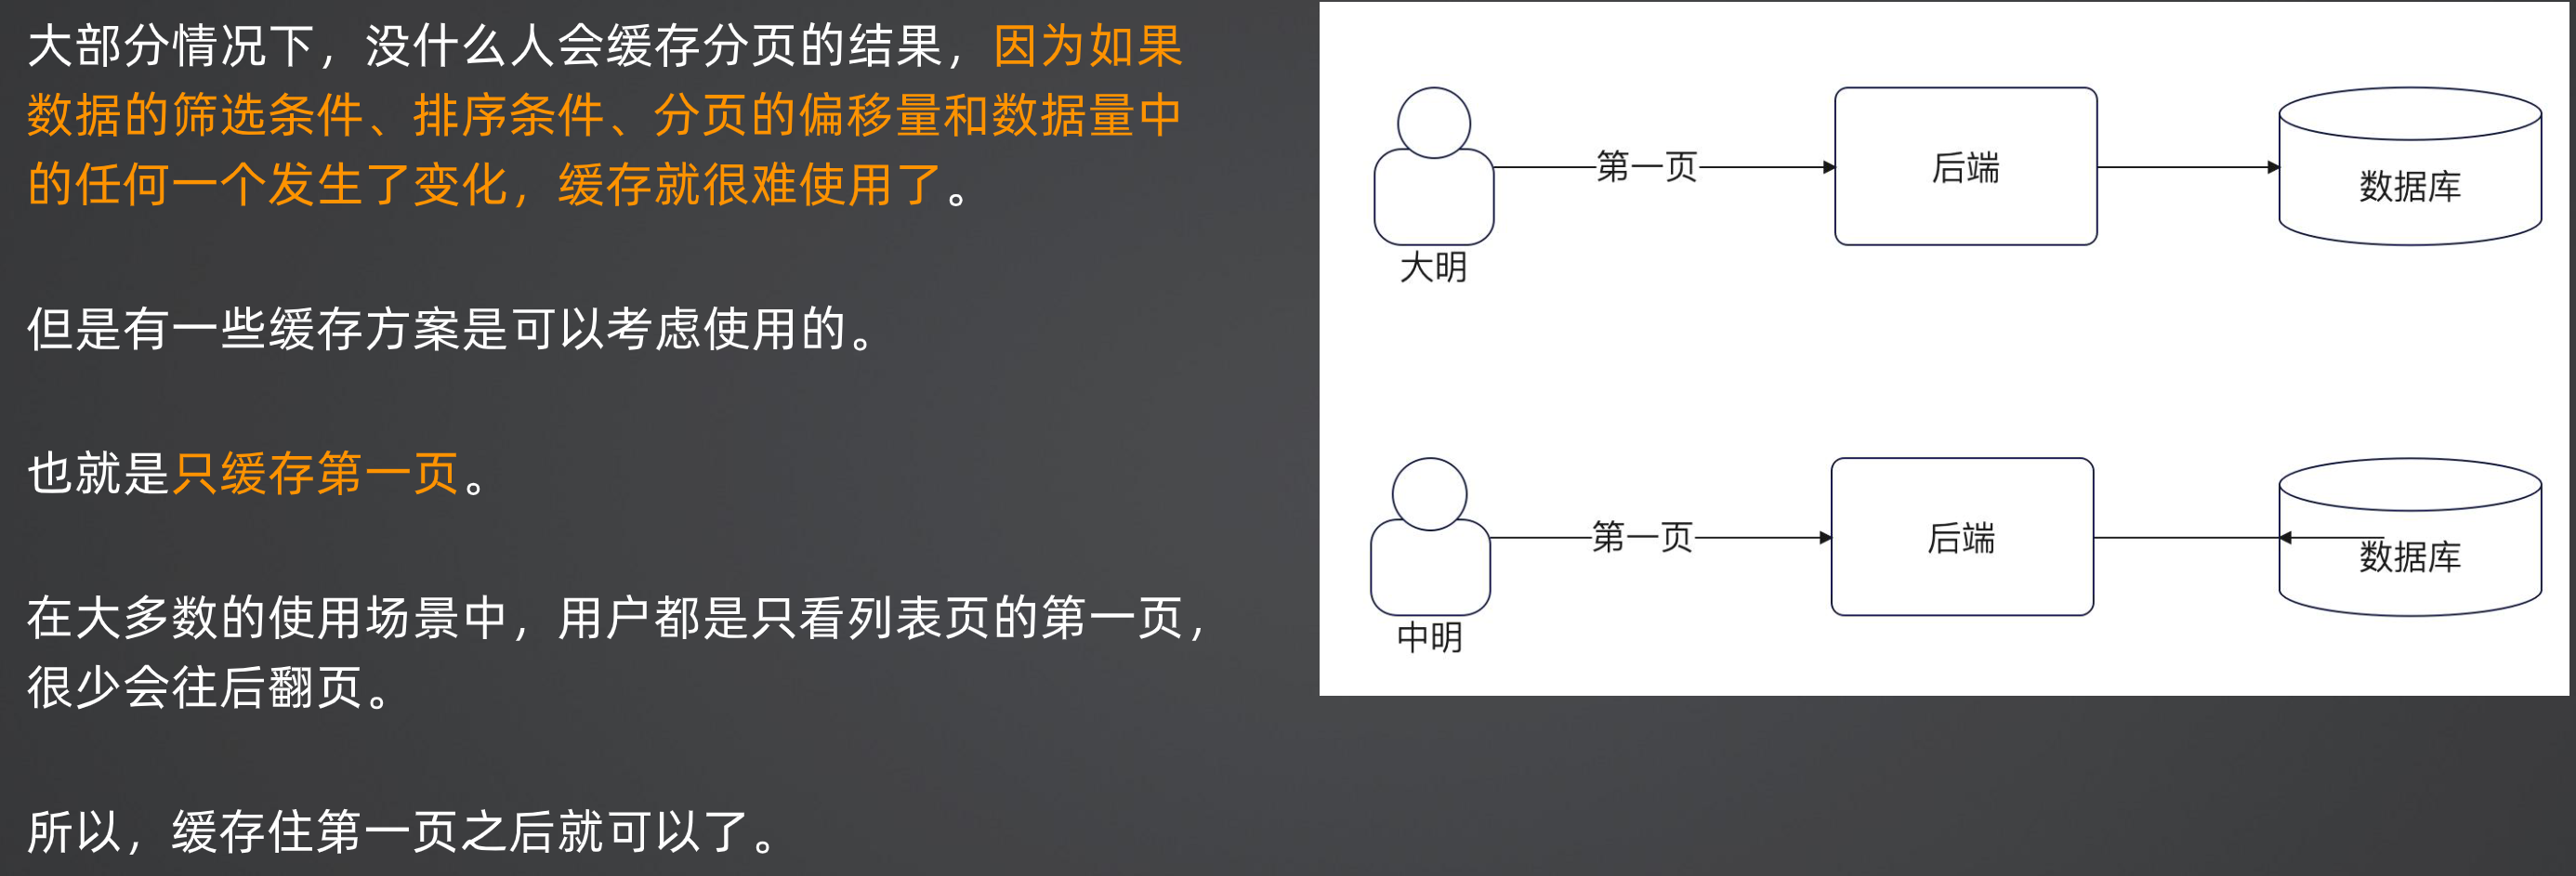 大部分情况下，没什么人会缓存分页的结果，因为如果
数据的筛选条件、排序条件、分页的偏移量和数据量中
的任何一个发生了变化，缓存就很难使用了。
但是有一些缓存方案是可以考虑使用的。
也就是只缓存第一页。
在大多数的使用场景中，用户都是只看列表页的第一页，
很少会往后翻页。
所以，缓存住第一页之后就可以了。
第一页
后端
数据库
大明
第一页
后端
数据库
中明